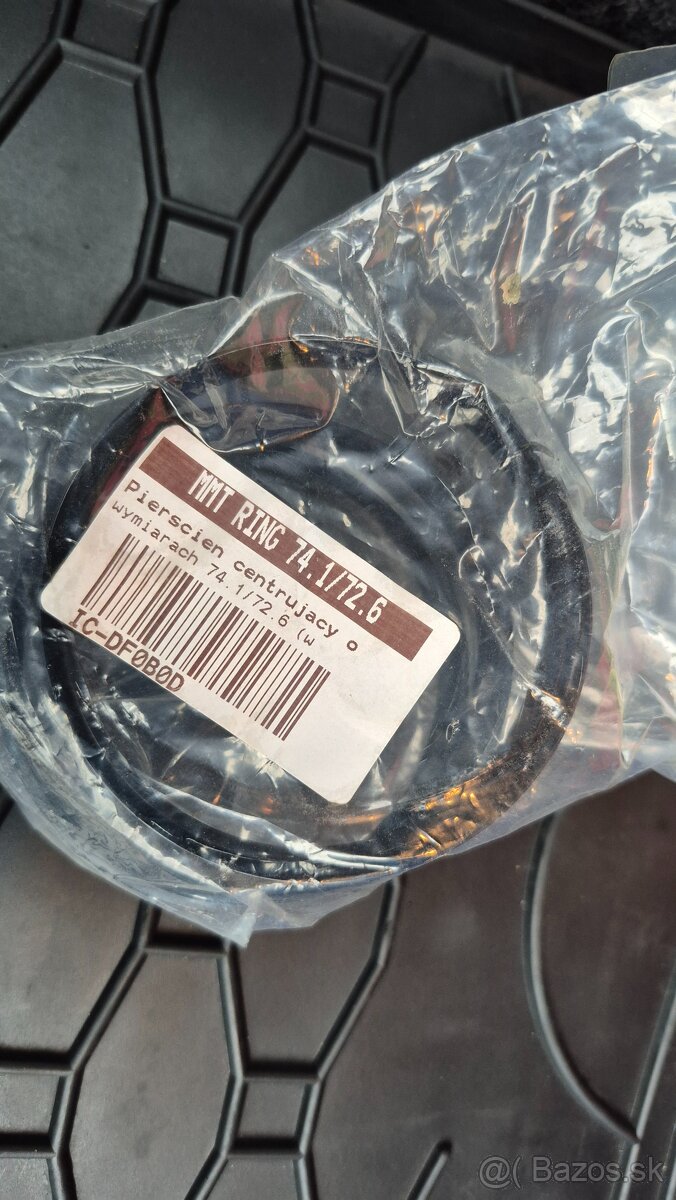 MMT RING 74.1/72.6
Pierscien centrujacy o
wymiarach 74.1/72.6 (w
IC-DF0B0D
@( Bazos.sk